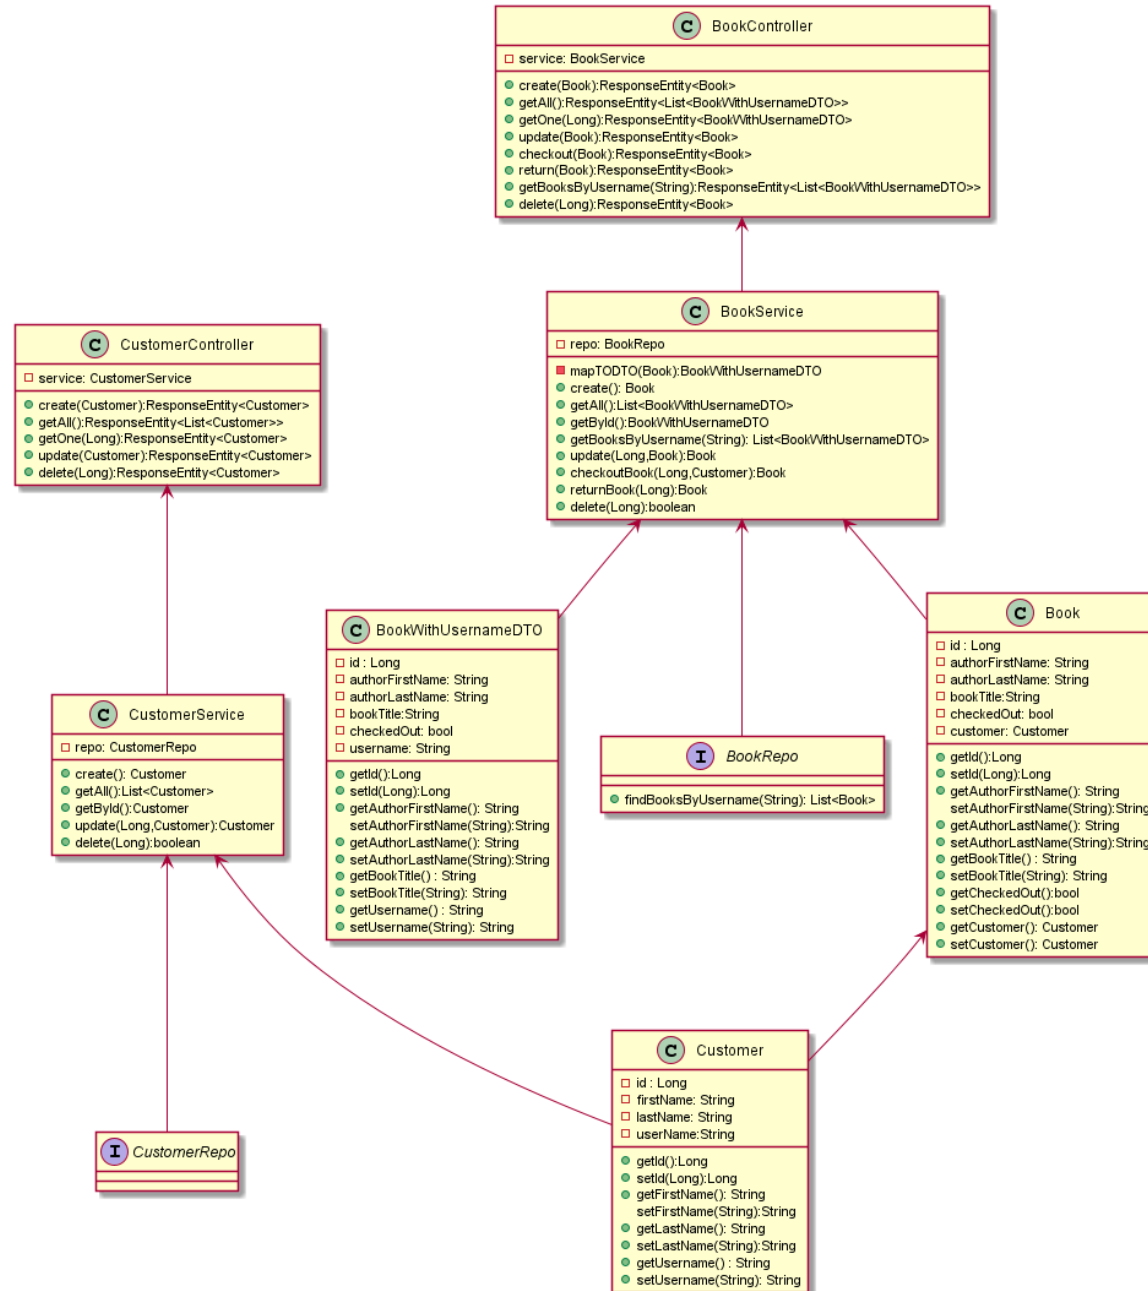 C BookController
service: BookService
create(Book):ResponseEntity<Book>
getAll():ResponseEntity<List<BookWithUsernameDTO>>
getOne(Long):ResponseEntity<BookWithUsernameDTO>
update(Book):ResponseEntity<Book>
checkout(Book):ResponseEntity<Book>
return(Book):ResponseEntity<Book>
getBooksByUsername(String):ResponseEntity<List<BookWithUsernameDTO>>
delete(Long):ResponseEntity<Book>
C BookService
repo: BookRepo
mapTODTO(Book):BookWithUsernameDTO
create(): Book
getAll():List<BookWithUsernameDTO>
getById():BookWithUsernameDTO
getBooksByUsername(String): List<BookWithUsernameDTO>
update(Long,Book):Book
checkoutBook(Long,Customer):Book
returnBook(Long):Book
delete(Long):boolean
C CustomerController
service: CustomerService
create(Customer):ResponseEntity<Customer>
getAll():ResponseEntity<List<Customer>>
getOne(Long):ResponseEntity<Customer>
update(Customer):ResponseEntity<Customer>
delete(Long):ResponseEntity<Customer>
C CustomerService
repo: CustomerRepo
create(): Customer
getAll():List<Customer>
getById():Customer
update(Long,Customer):Customer
delete(Long):boolean
C BookWithUsernameDTO
id : Long
authorFirstName: String
authorLastName: String
bookTitle:String
checkedOut: bool
username: String
getId():Long
setId(Long):Long
getAuthorFirstName(): String
setAuthorFirstName(String):String
getAuthorLastName(): String
setAuthorLastName(String):String
getBookTitle() : String
setBookTitle(String): String
getUsername() : String
setUsername(String): String
I BookRepo
findBooksByUsername(String): List<Book>
C Book
id : Long
authorFirstName: String
authorLastName: String
bookTitle:String
checkedOut: bool
customer: Customer
getId():Long
setId(Long):Long
getAuthorFirstName(): String
setAuthorFirstName(String):String
getAuthorLastName(): String
setAuthorLastName(String):String
getBookTitle() : String
setBookTitle(String): String
getCheckedOut():bool
setCheckedOut():bool
getCustomer(): Customer
setCustomer(): Customer
I CustomerRepo
C Customer
id : Long
firstName: String
lastName: String
userName:String
getId():Long
setId(Long):Long
getFirstName(): String
setFirstName(String):String
getLastName(): String
setLastName(String):String
getUsername() : String
setUsername(String): String